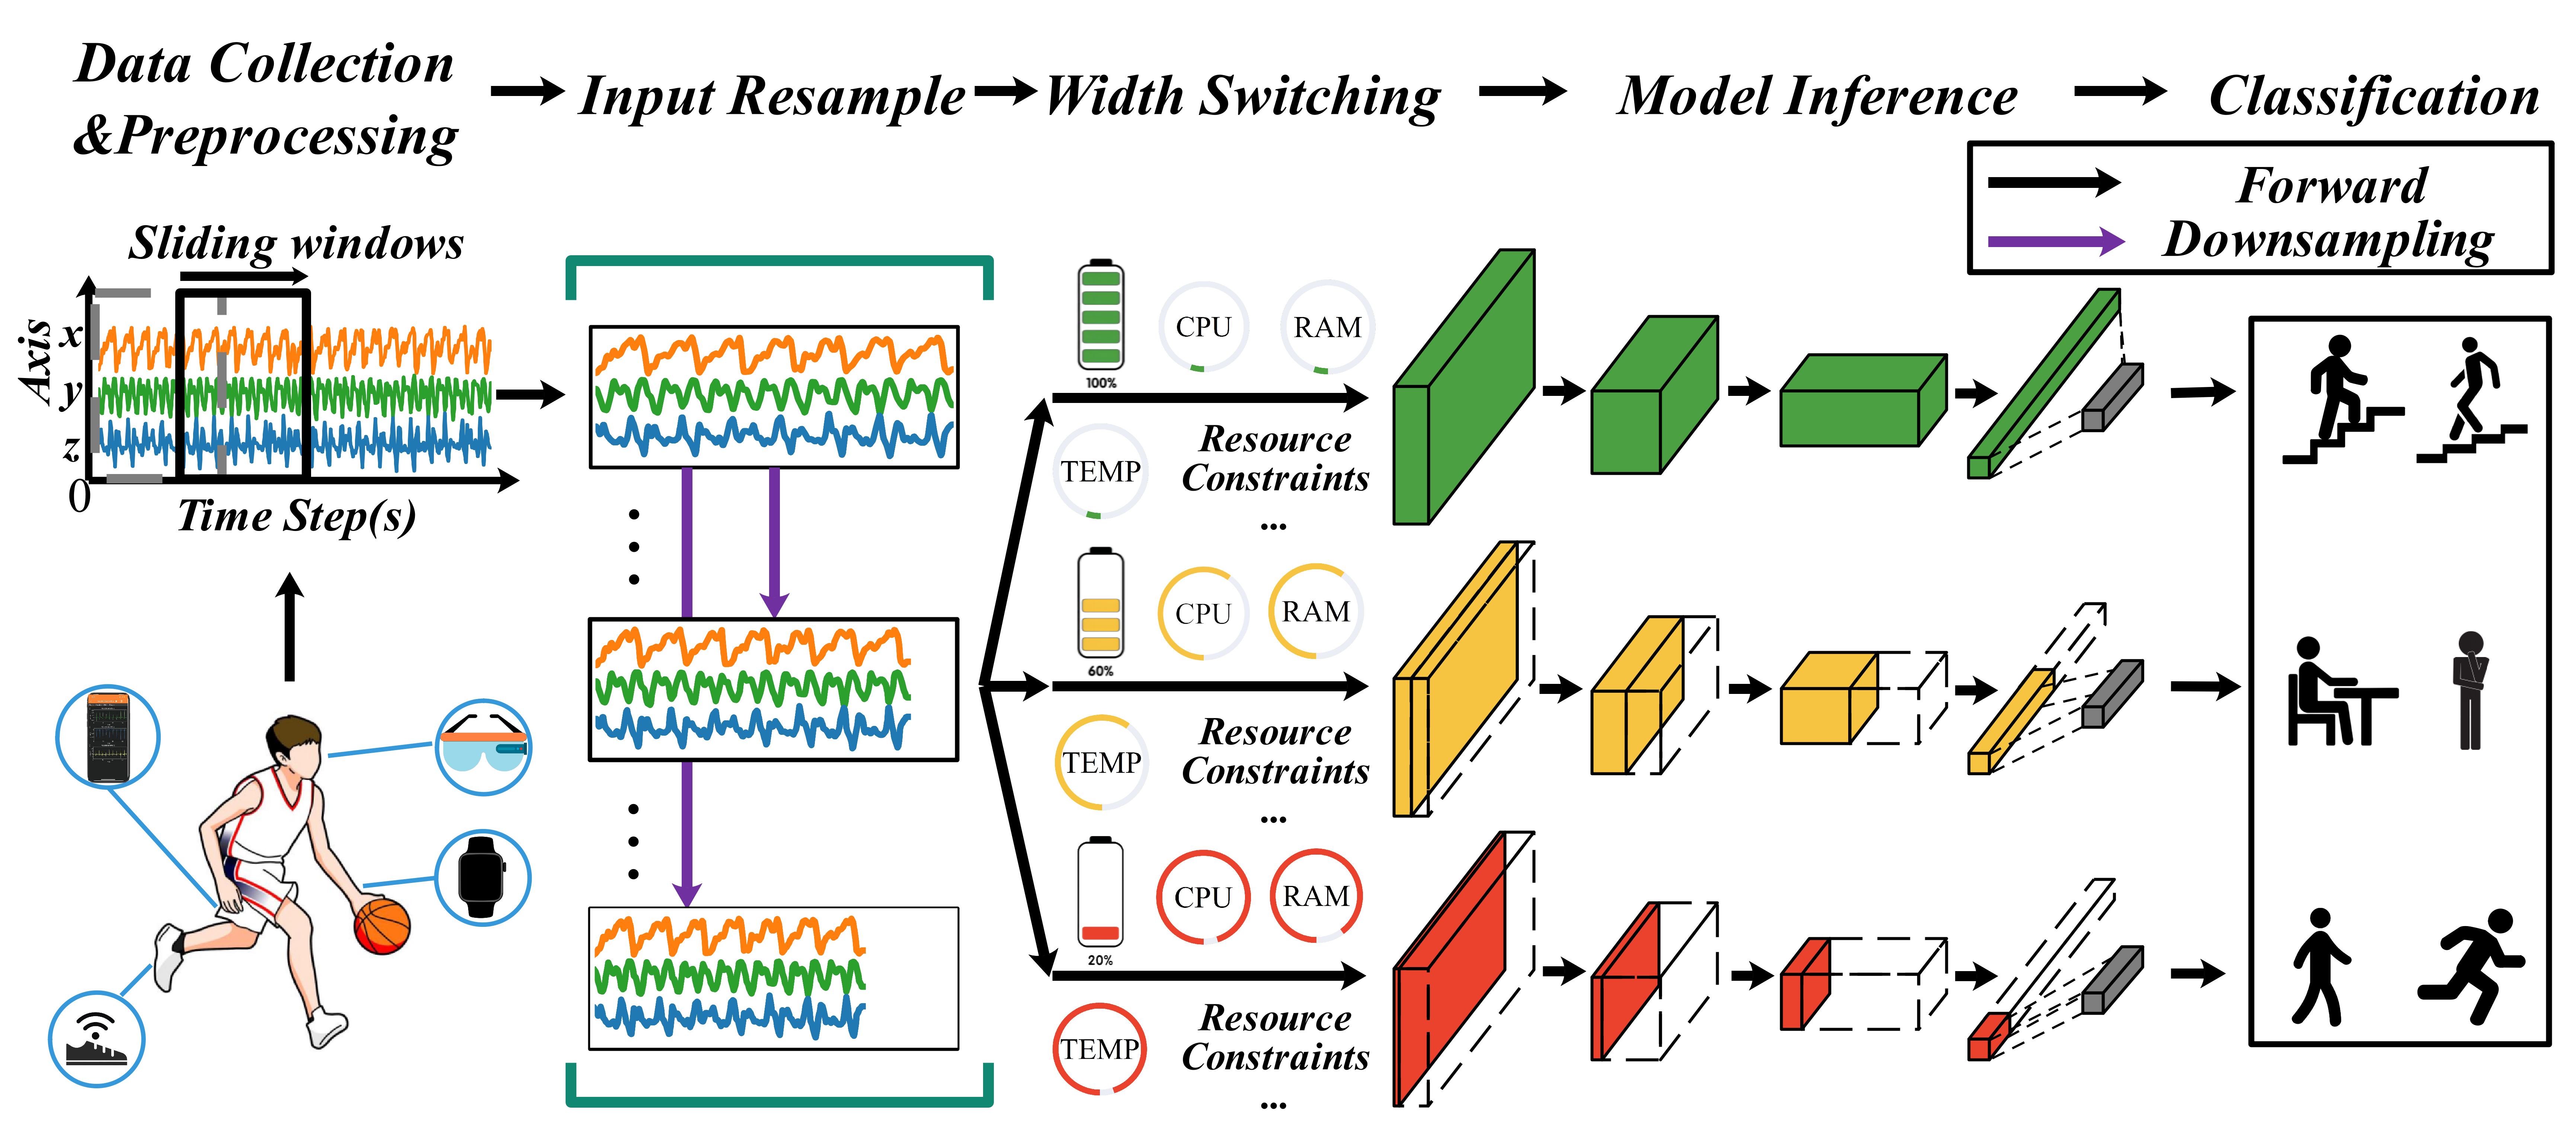 Data Collection
&Preprocessing
Input Resample
Width Switching
Model Inference
Classification
Forward
Downsampling
Sliding windows
Axis
x
y
z
0
Time Step(s)
100%
CPU
RAM
TEMP
Resource
Constraints
...
60%
CPU
RAM
TEMP
Resource
Constraints
...
20%
CPU
RAM
TEMP
Resource
Constraints
...